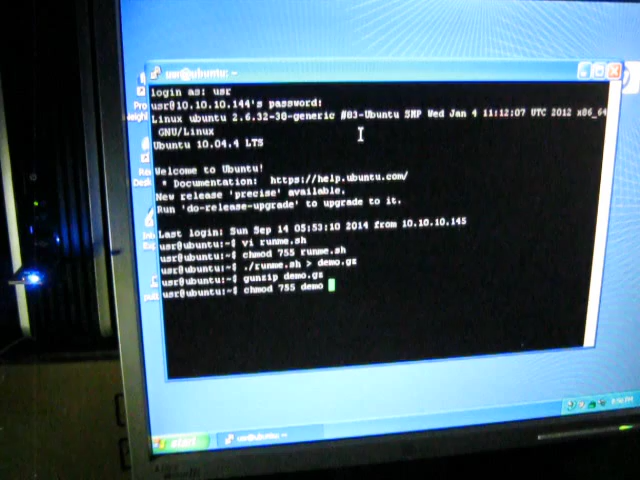 usr@ubuntu: ~
login as: usr
usr@10.10.10.144's password:
Linux ubuntu 2.6.32-38-generic #83-Ubuntu SMP Wed Jan 4 11:12:07 UTC 2012 x86_64
GNU/Linux
Ubuntu 10.04.4 LTS
Welcome to Ubuntu!
* Documentation: https://help.ubuntu.com/
New release 'precise' available.
Run 'do-release-upgrade' to upgrade to it.
Last login: Sun Sep 14 05:53:10 2014 from 10.10.10.145
usr@ubuntu:~$ vi runme.sh
usr@ubuntu:~$ chmod 755 runme.sh
usr@ubuntu:~$ ./runme.sh > demo.gz
usr@ubuntu:~$ gunzip demo.gz
usr@ubuntu:~$ chmod 755 demo
start
usr@ubuntu: ~